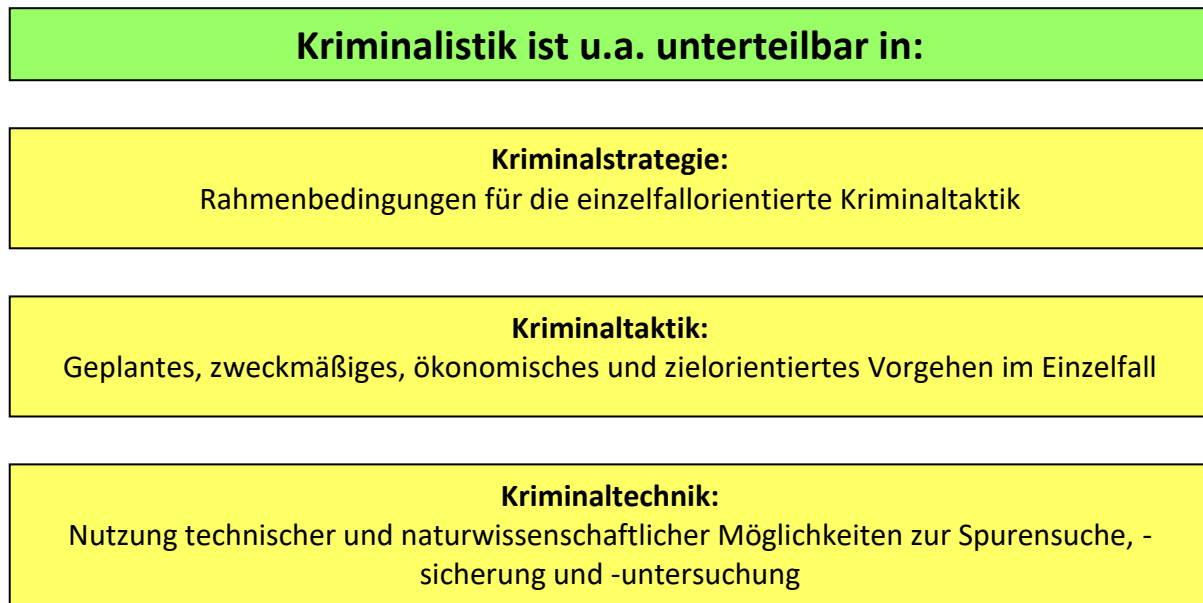 Kriminalistik ist u.a. unterteilbar in:
Kriminalstrategie:
Rahmenbedingungen für die einzelfallorientierte Kriminaltaktik
Kriminaltaktik:
Geplantes, zweckmäßiges, ökonomisches und zielorientiertes Vorgehen im Einzelfall
Kriminaltechnik:
Nutzung technischer und naturwissenschaftlicher Möglichkeiten zur Spurensuche, -
sicherung und -untersuchung